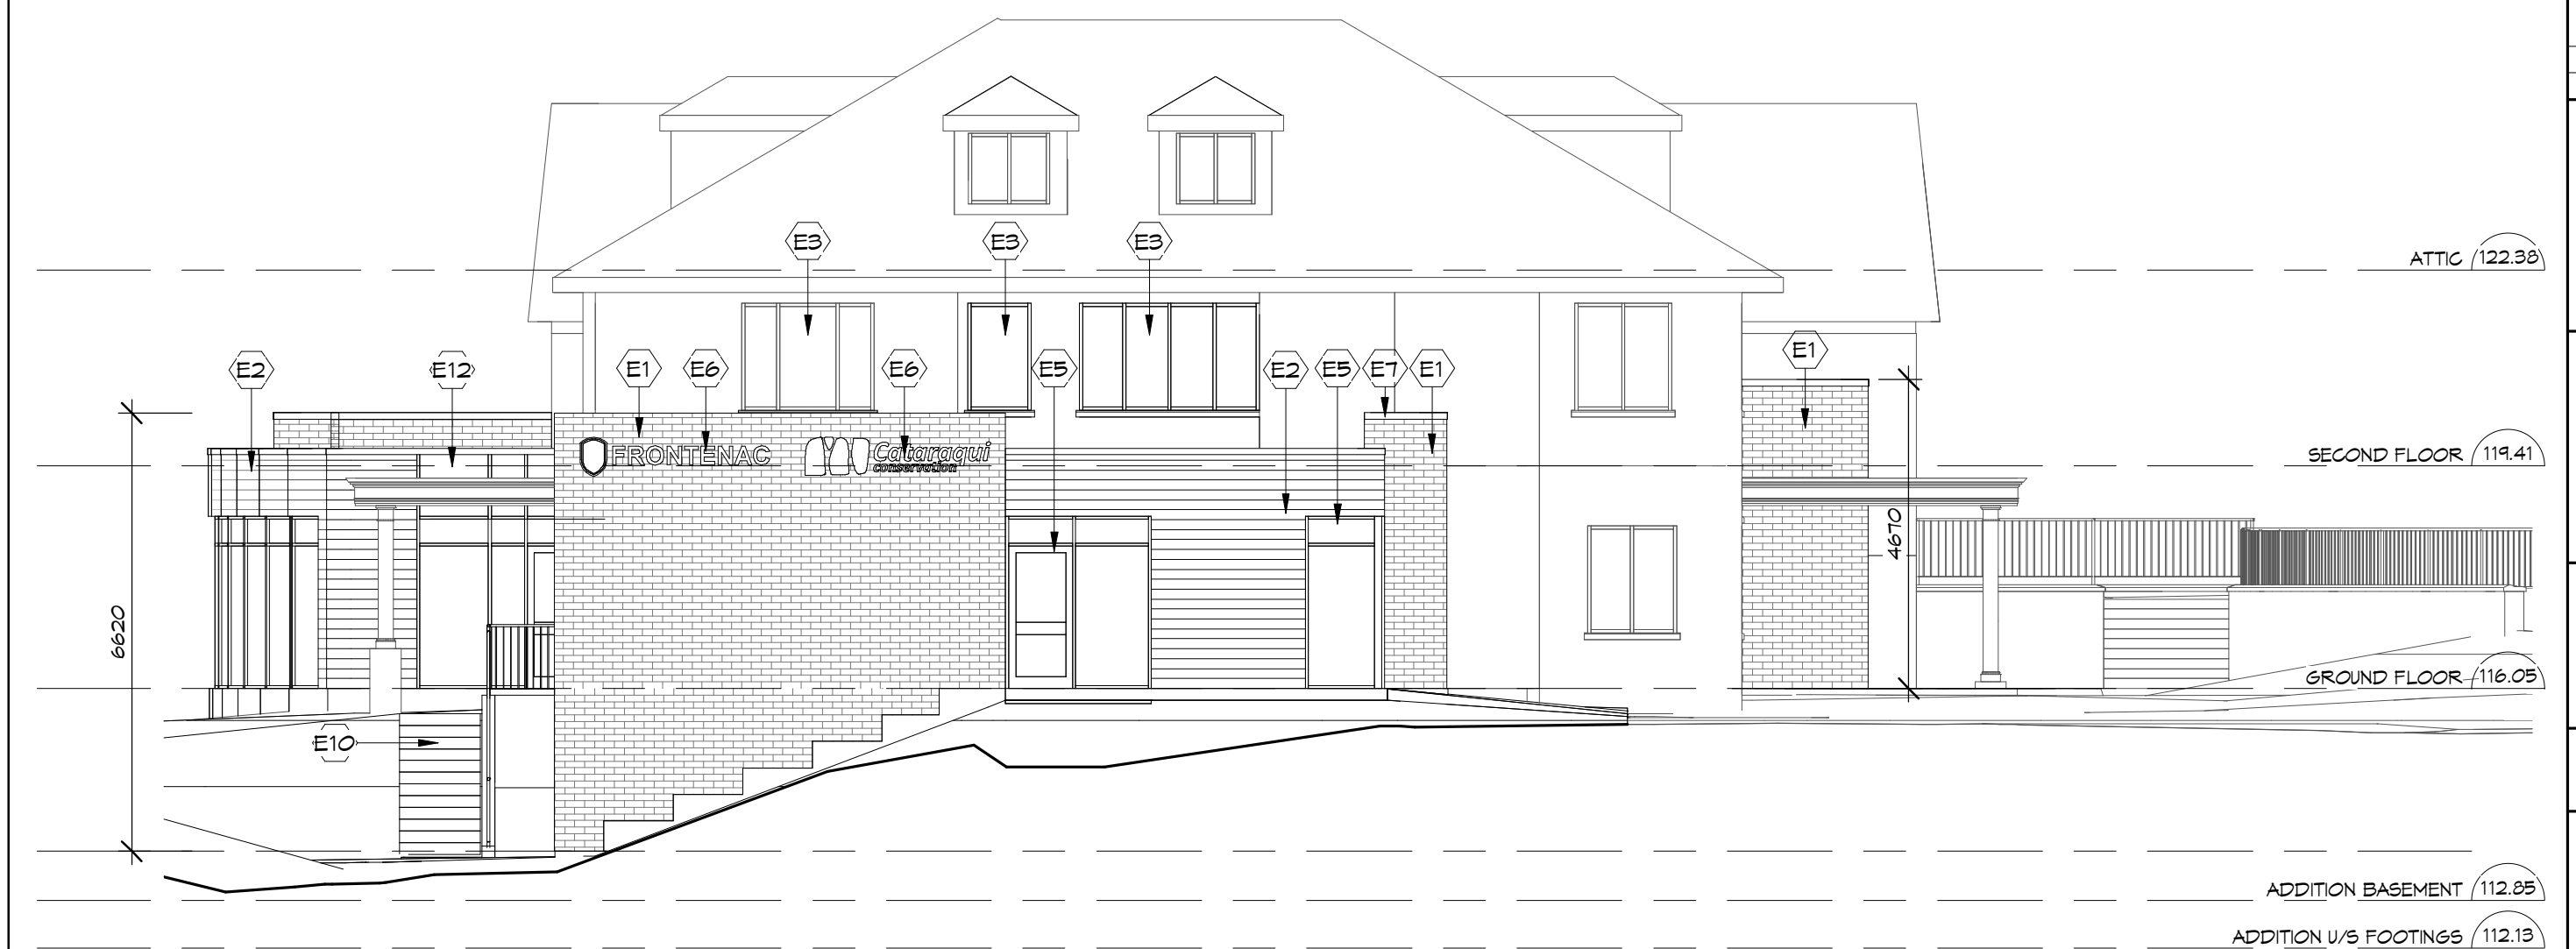 E3 E3 E3
ATTIC 122.38
E2 E12 E1 E6 E6 E5 E2 E5 E7 E1 E1
FRONTENAC Cataraqui
conservation
SECOND FLOOR 119.41
4670
6620
GROUND FLOOR 116.05
E10
ADDITION BASEMENT 112.85
ADDITION U/S FOOTINGS 112.13